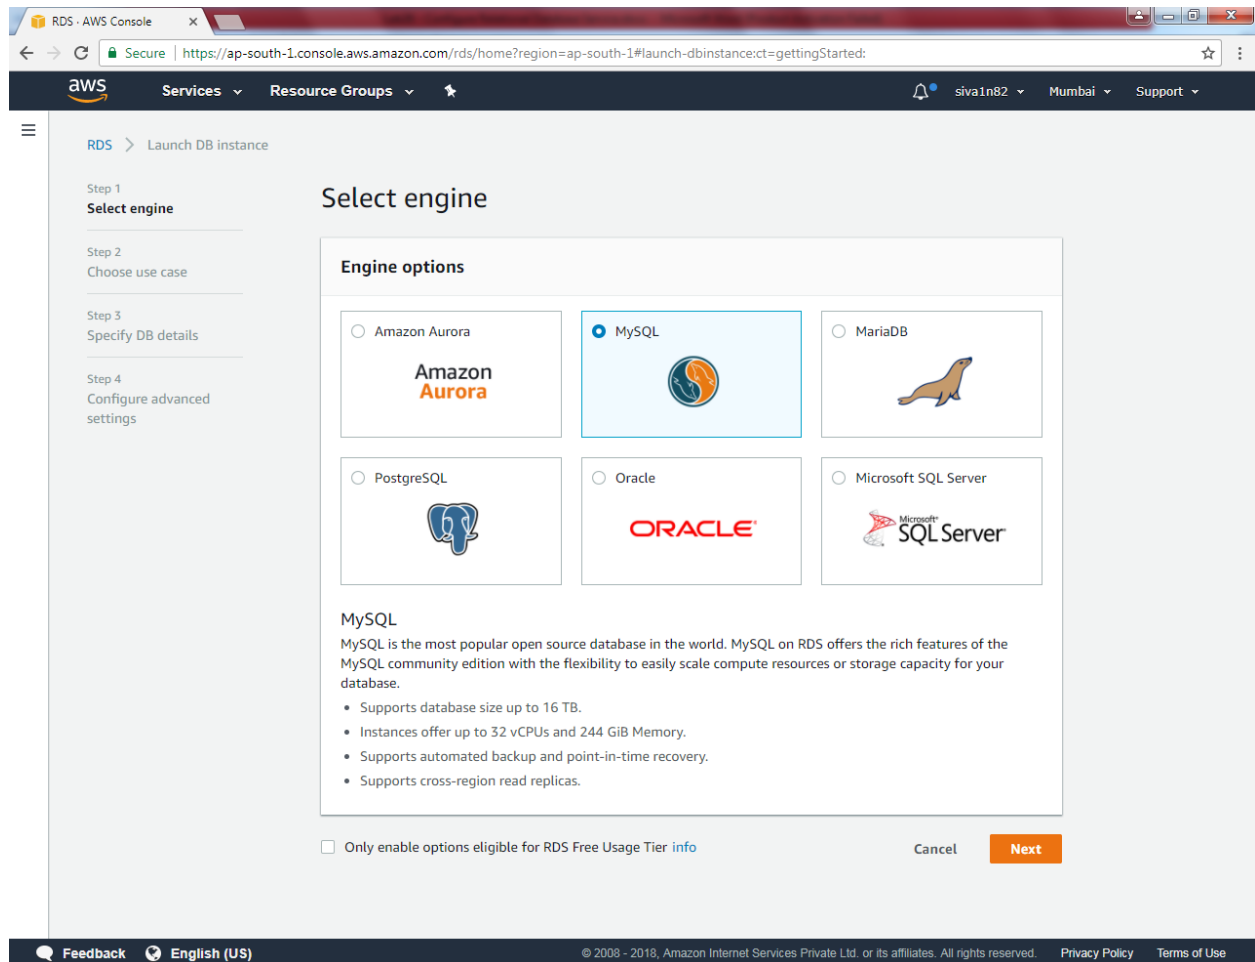 RDS · AWS Console
Secure | https://ap-south-1.console.aws.amazon.com/rds/home?region=ap-south-1#launch-dbinstance:ct=gettingStarted:
aws Services Resource Groups siva1n82 Mumbai Support
RDS > Launch DB instance
Step 1
Select engine
Step 2
Choose use case
Step 3
Specify DB details
Step 4
Configure advanced
settings
Select engine
Engine options
Amazon Aurora
Amazon
Aurora
MySQL
MariaDB
PostgreSQL
Oracle
ORACLE
Microsoft SQL Server
Microsoft
SQL Server
MySQL
MySQL is the most popular open source database in the world. MySQL on RDS offers the rich features of the
MySQL community edition with the flexibility to easily scale compute resources or storage capacity for your
database.
• Supports database size up to 16 TB.
• Instances offer up to 32 vCPUs and 244 GiB Memory.
• Supports automated backup and point-in-time recovery.
• Supports cross-region read replicas.
Only enable options eligible for RDS Free Usage Tier info
Cancel Next
Feedback English (US) © 2008 - 2018, Amazon Internet Services Private Ltd. or its affiliates. All rights reserved. Privacy Policy Terms of Use